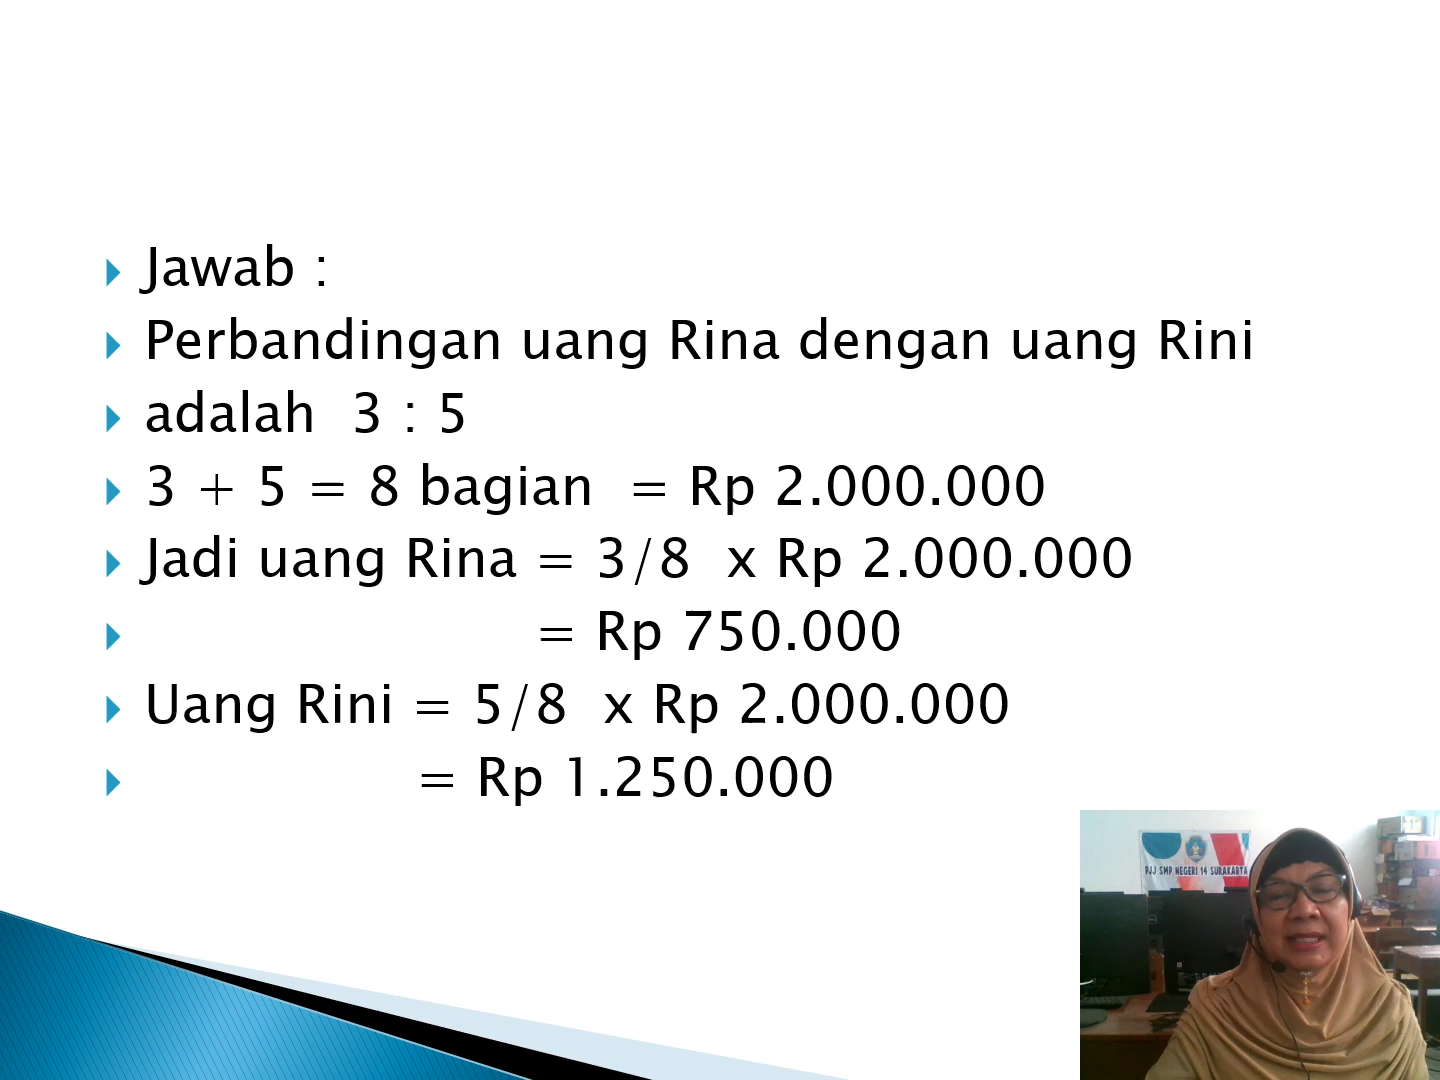 Jawab :
Perbandingan uang Rina dengan uang Rini
adalah 3 : 5
3 + 5 = 8 bagian = Rp 2.000.000
Jadi uang Rina = 3/8 x Rp 2.000.000
= Rp 750.000
Uang Rini = 5/8 x Rp 2.000.000
= Rp 1.250.000
PJJ SMP NEGERI 14 SURAKARTA